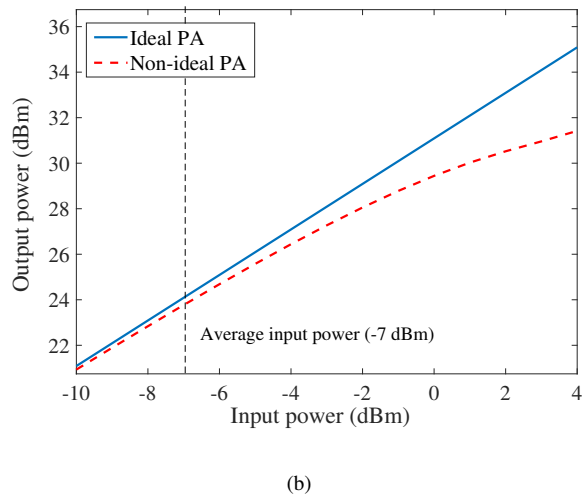 36
34
32
30
28
26
24
22
Output power (dBm)
Ideal PA
Non-ideal PA
Average input power (-7 dBm)
-10 -8 -6 -4 -2 0 2 4
Input power (dBm)
(b)